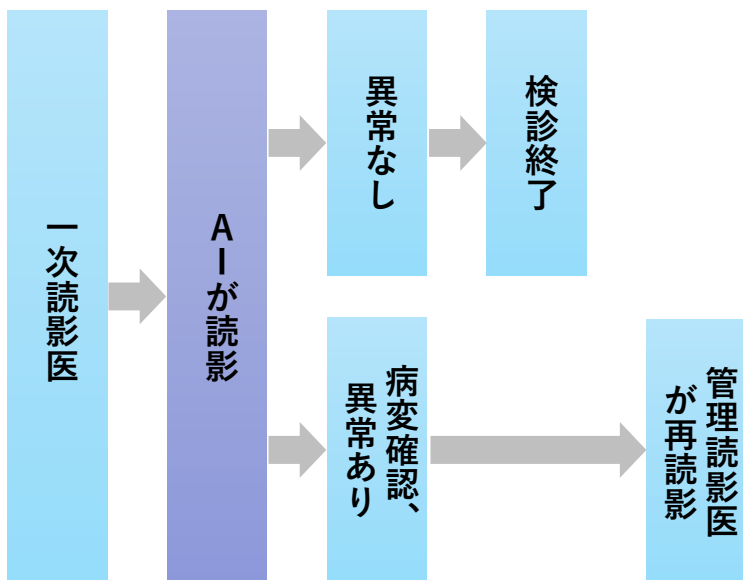 一次読影医
AIが読影
異常なし
検診終了
病変確認、
異常あり
管理読影医
が再読影